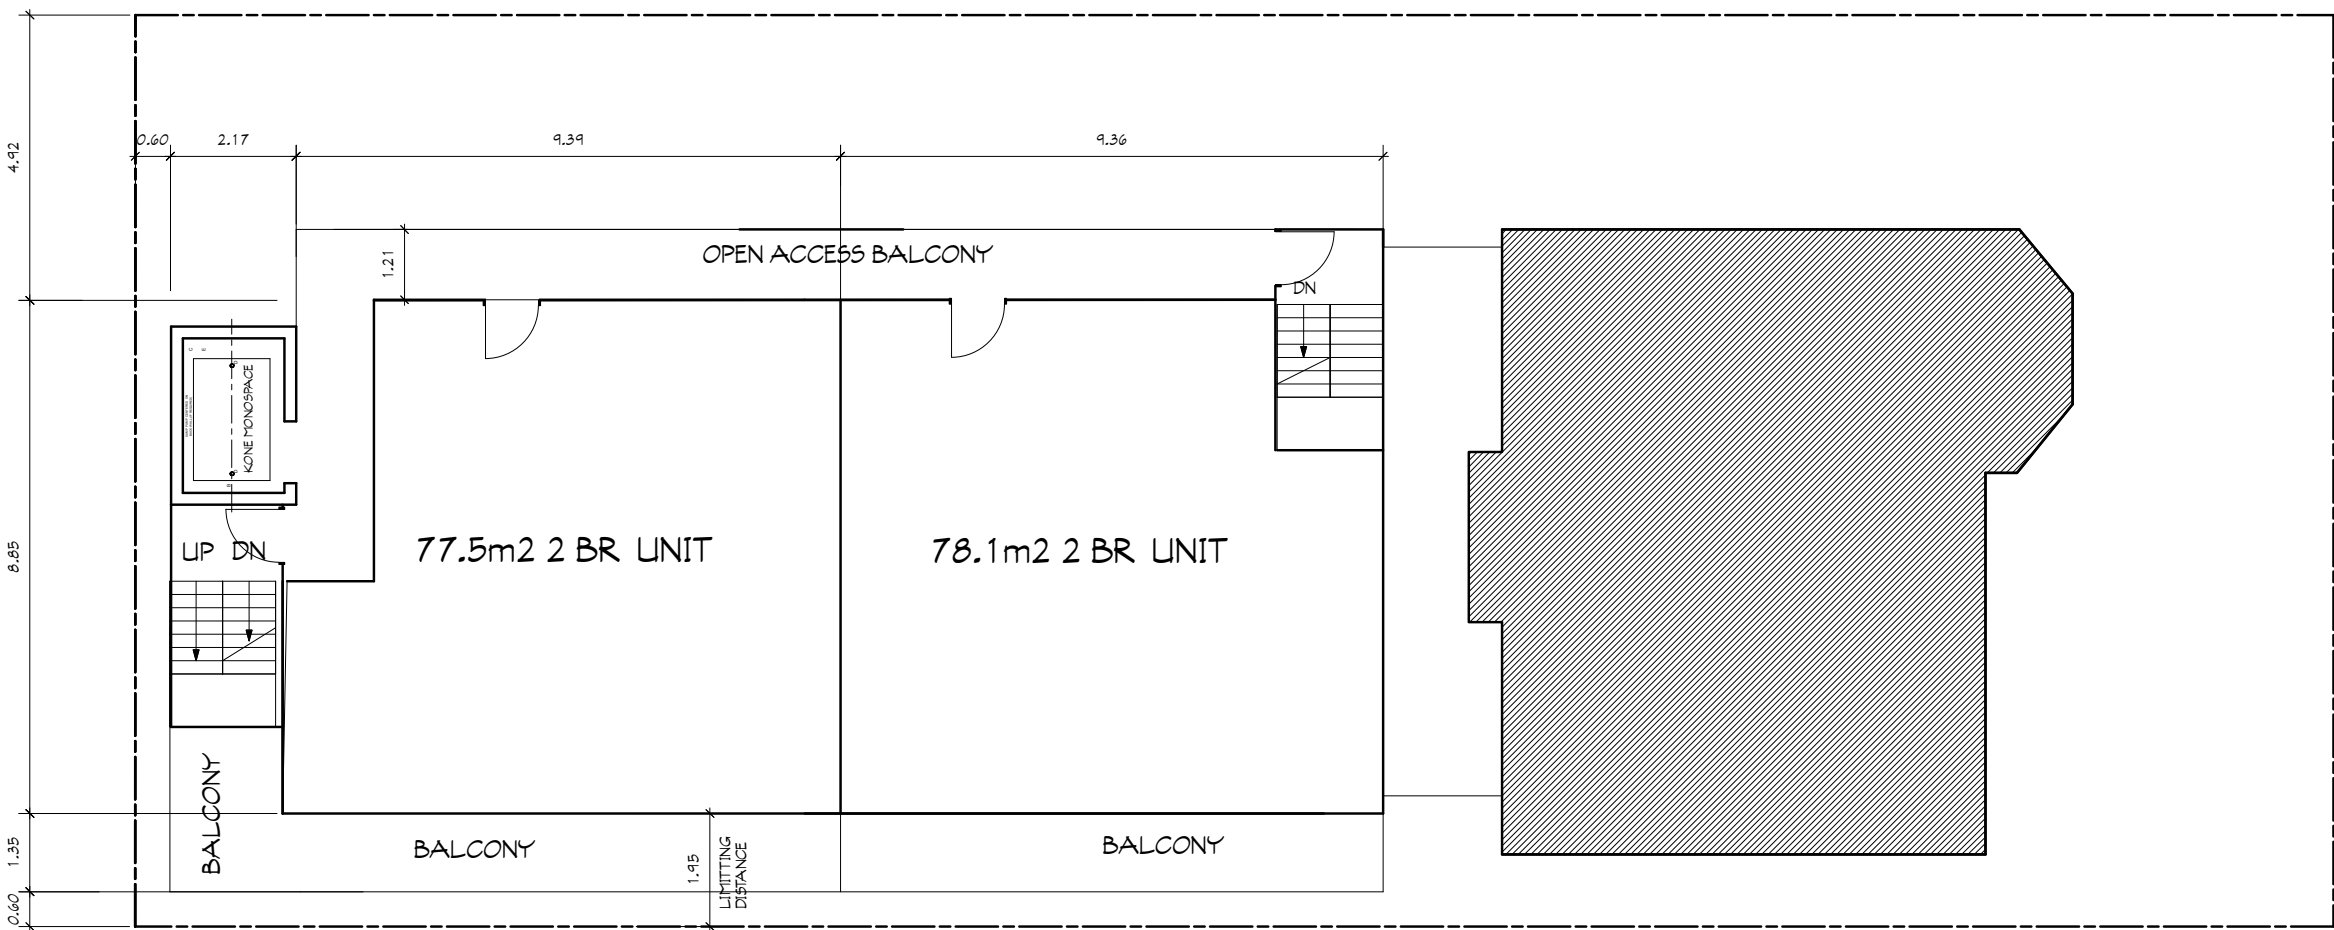 0.60 2.17 9.39 9.36
4.92
1.21
OPEN ACCESS BALCONY
DN
KONE MONOSPACE
UP DN
77.5m2 2 BR UNIT
78.1m2 2 BR UNIT
8.85
BALCONY
BALCONY
BALCONY
1.35
1.95
LIMITTING
DISTANCE
0.60